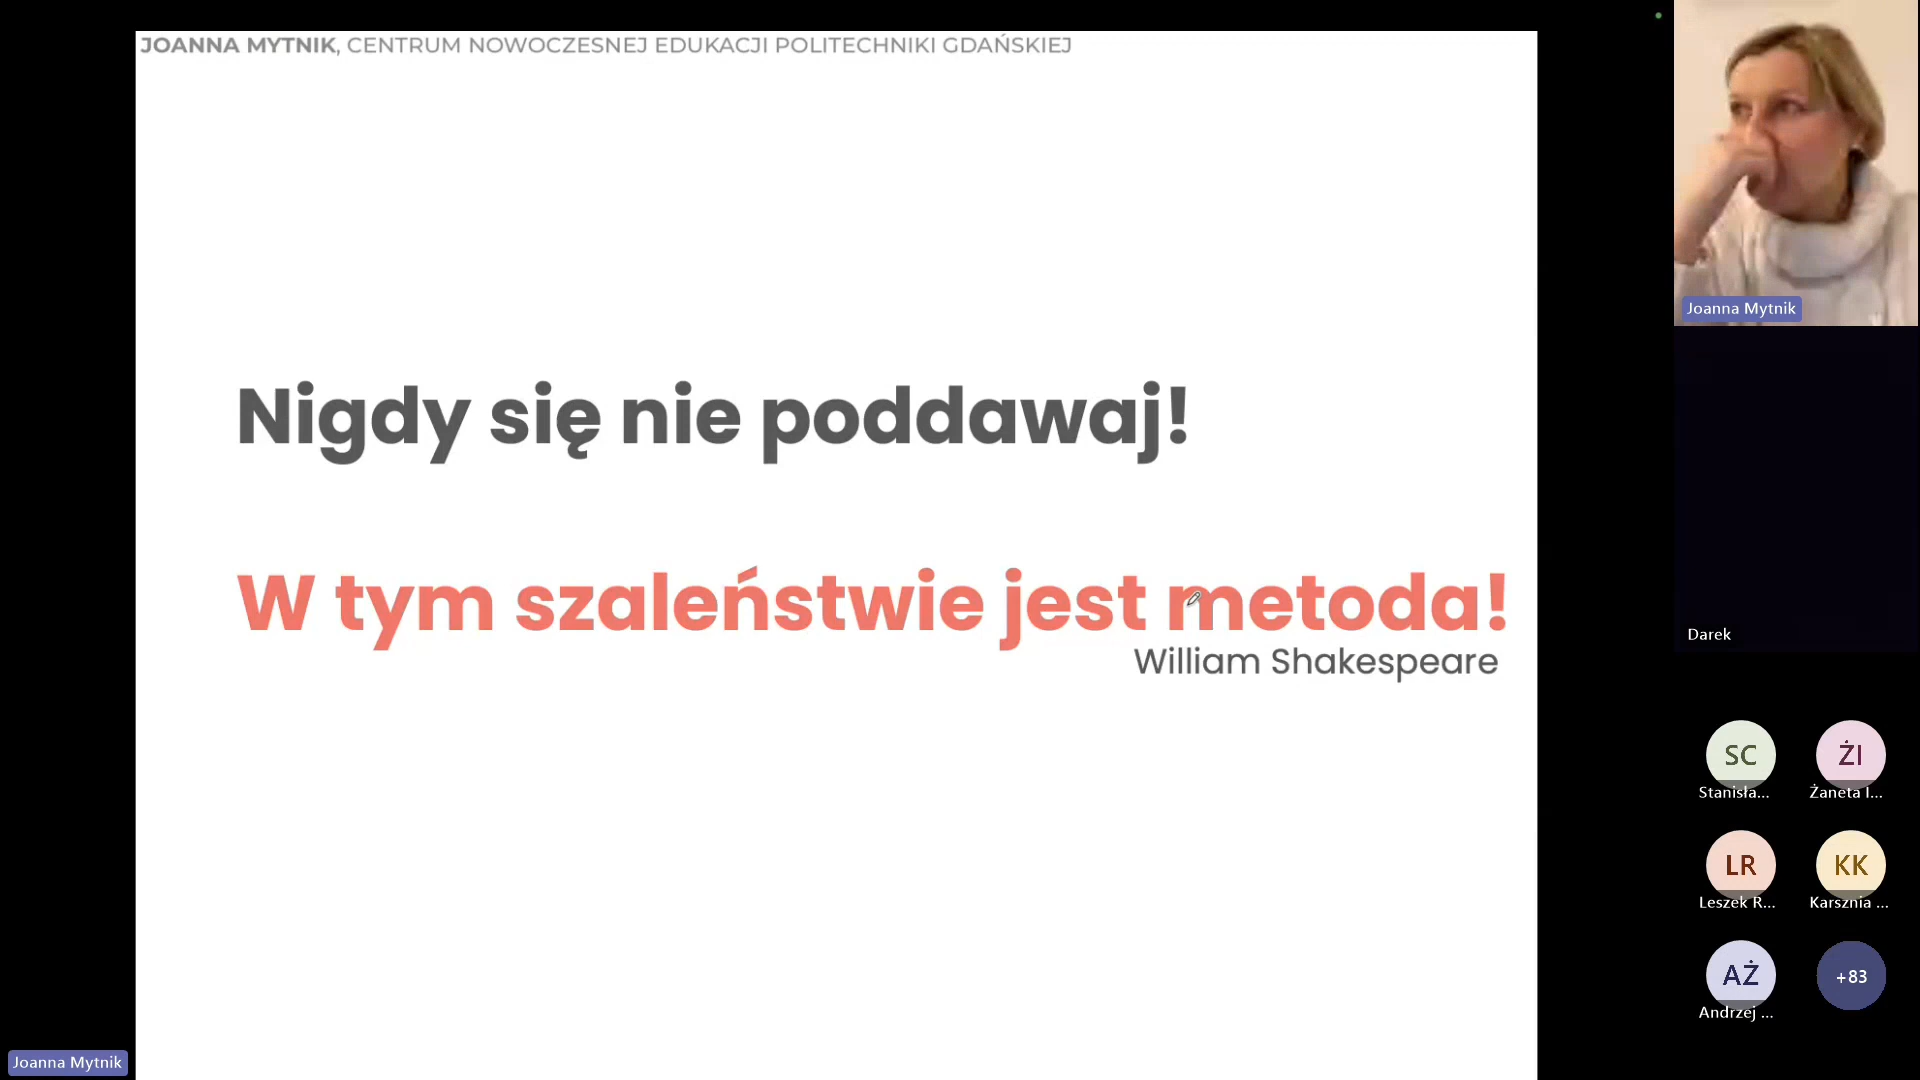 JOANNA MYTNIK, CENTRUM NOWOCZESNEJ EDUKACJI POLITECHNIKI GDAŃSKIEJ
Nigdy się nie poddawaj!
W tym szaleństwie jest metoda!
William Shakespeare
Joanna Mytnik
Darek
SC
Stanisła...
ŻI
Żaneta I...
LR
Leszek R...
KK
Karsznia ...
AŻ
Andrzej ...
+83
Joanna Mytnik